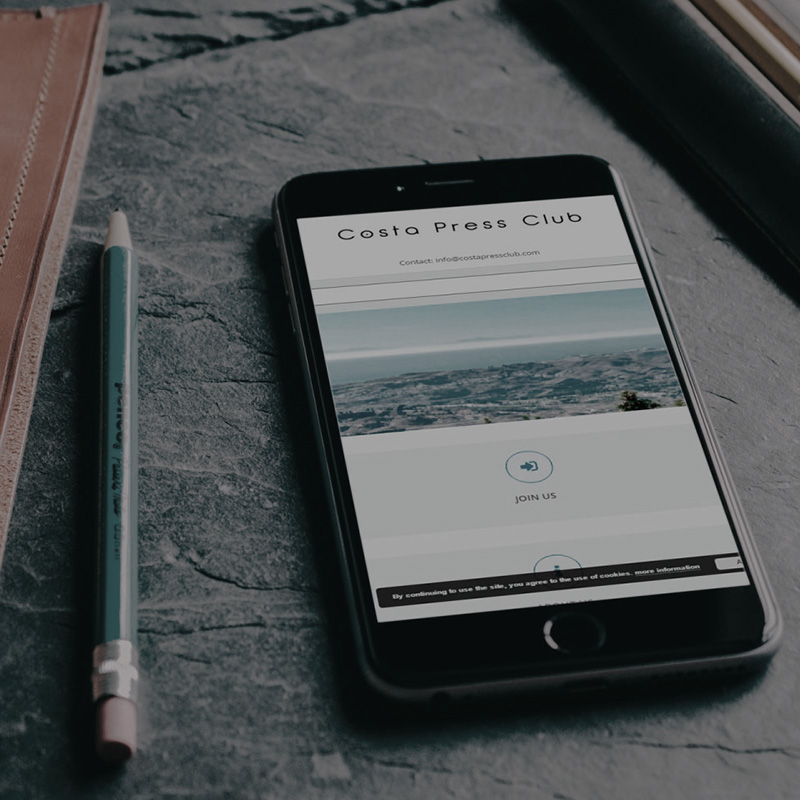 Costa Press Club
Contact: info@costapressclub.com
JOIN US
By continuing to use the site, you agree to the use of cookies. more information